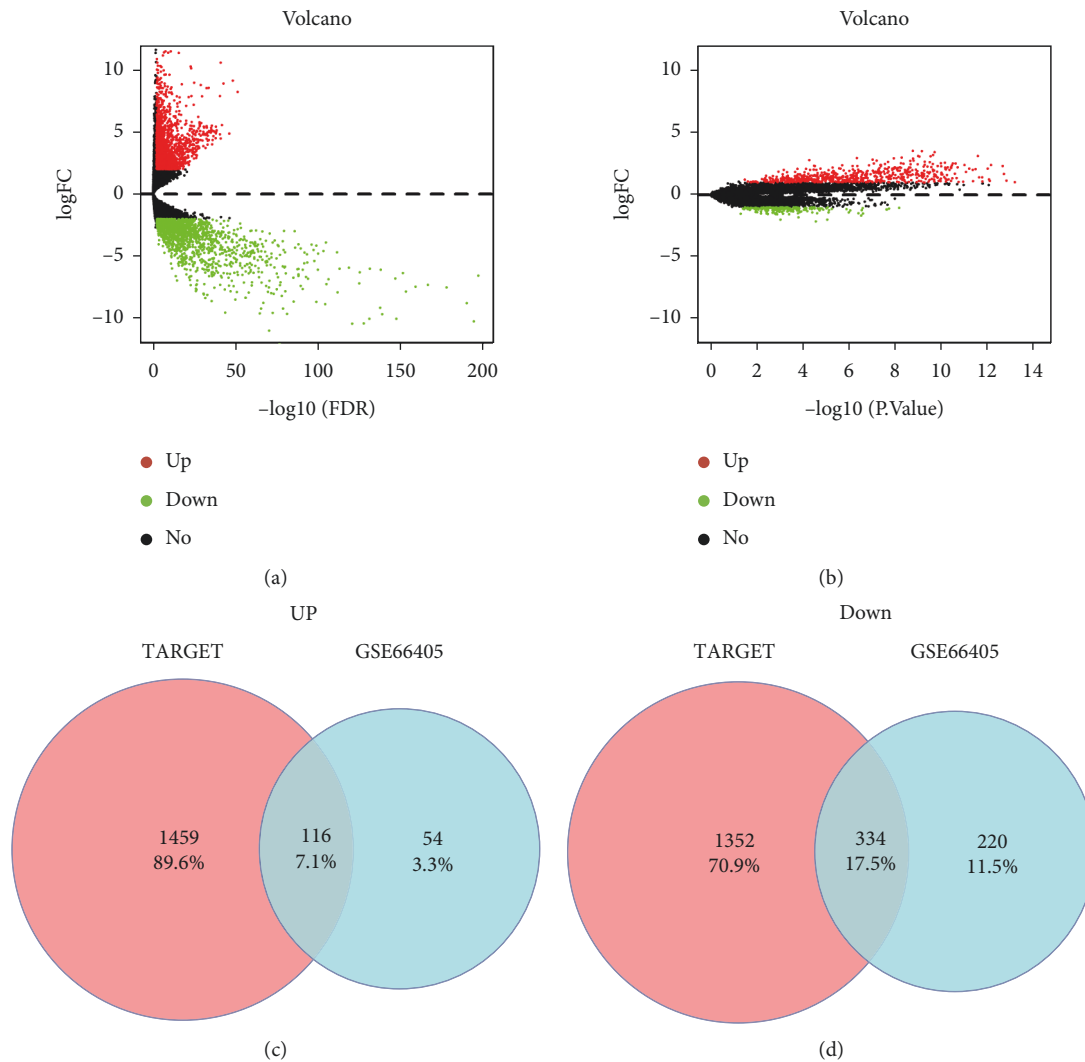 Volcano
10
5
0
−5
−10
logFC
0
50
100
150
200
−log10 (FDR)
Up
Down
No
(a)
Volcano
10
5
0
−5
−10
logFC
0
2
4
6
8
10
12
14
−log10 (P.Value)
Up
Down
No
(b)
UP
TARGET
GSE66405
1459
89.6%
116
7.1%
54
3.3%
(c)
Down
TARGET
GSE66405
1352
70.9%
334
17.5%
220
11.5%
(d)